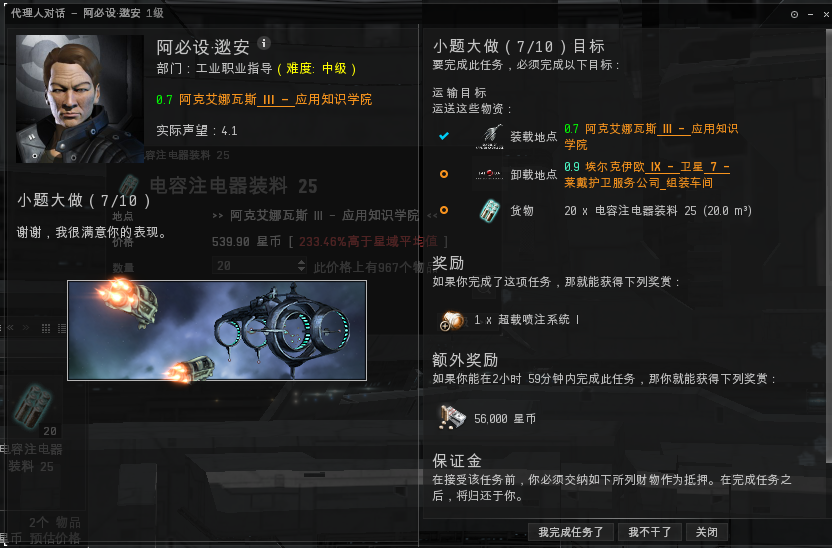 代理人对话 - 阿必设·邈安 1级
阿必设·邈安
部门：工业职业指导（难度: 中级）
0.7 阿克艾娜瓦斯 III - 应用知识学院
实际声望：4.1
容注电器装料 25
电容注电器装料 25
小题大做（7/10）
地点 >> 阿克艾娜瓦斯 III - 应用知识学院 <<
谢谢，我很满意你的表现。
价格 539.90 星币 [ 233.46%高于星域平均值 ]
数量 20 此价格上有967个物品
20
电容注电器
装料 25
2个 物品
星币 预估价格
小题大做（7/10）目标
要完成此任务，必须完成以下目标：
运输目标
运送这些物资：
装载地点 0.7 阿克艾娜瓦斯 III - 应用知识
学院
卸载地点 0.9 埃尔克伊欧 IX - 卫星 7 -
莱戴护卫服务公司_组装车间
货物 20 x 电容注电器装料 25 (20.0 m³)
奖励
如果你完成了这项任务，那就能获得下列奖赏：
1 x 超载喷注系统 I
额外奖励
如果你能在2小时 59分钟内完成此任务，那你就能获得下列奖赏：
56,000 星币
保证金
在接受该任务前，你必须交纳如下所列财物作为抵押。在完成任务之
后，将归还于你。
我完成任务了 我不干了 关闭